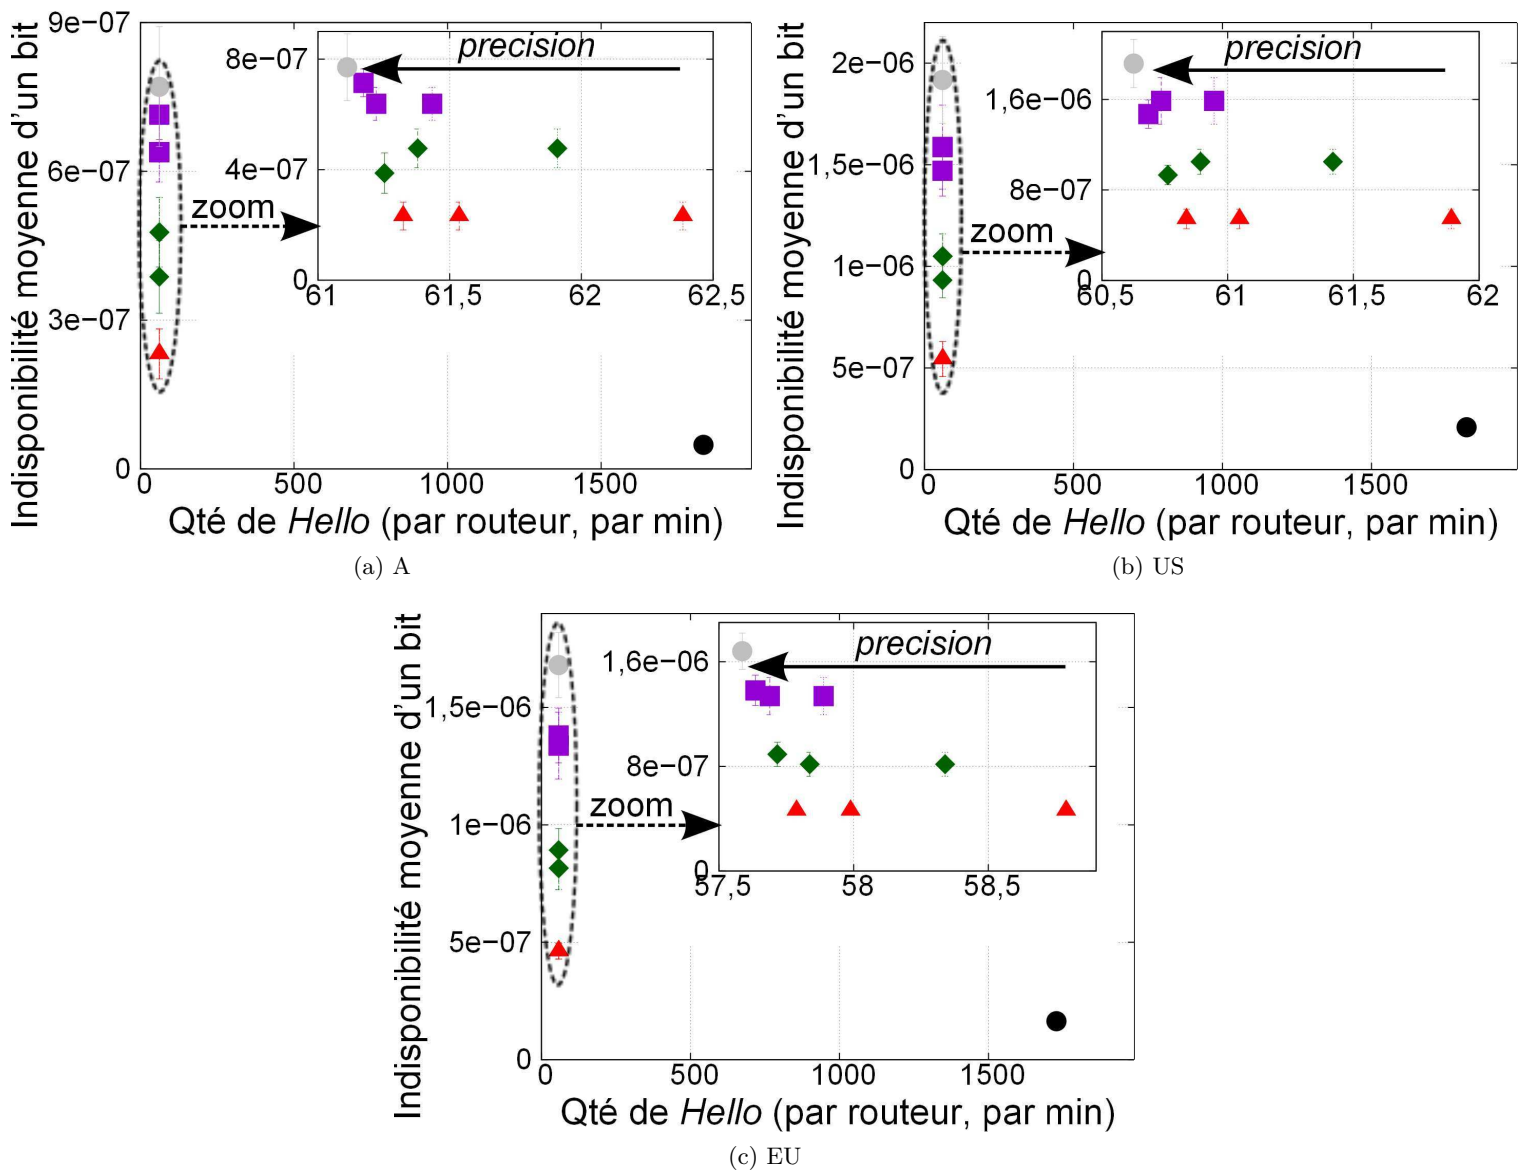 Indisponibilité moyenne d'un bit
9e−07
6e−07
3e−07
0
zoom
8e−07
4e−07
0
precision
61
61,5
62
62,5
0
500
1000
1500
Qté de Hello (par routeur, par min)
(a) A
Indisponibilité moyenne d'un bit
2e−06
1,5e−06
1e−06
5e−07
0
zoom
1,6e−06
8e−07
0
precision
60,5
61
61,5
62
0
500
1000
1500
Qté de Hello (par routeur, par min)
(b) US
Indisponibilité moyenne d'un bit
1,5e−06
1e−06
5e−07
0
zoom
1,6e−06
8e−07
0
precision
57,5
58
58,5
0
500
1000
1500
Qté de Hello (par routeur, par min)
(c) EU